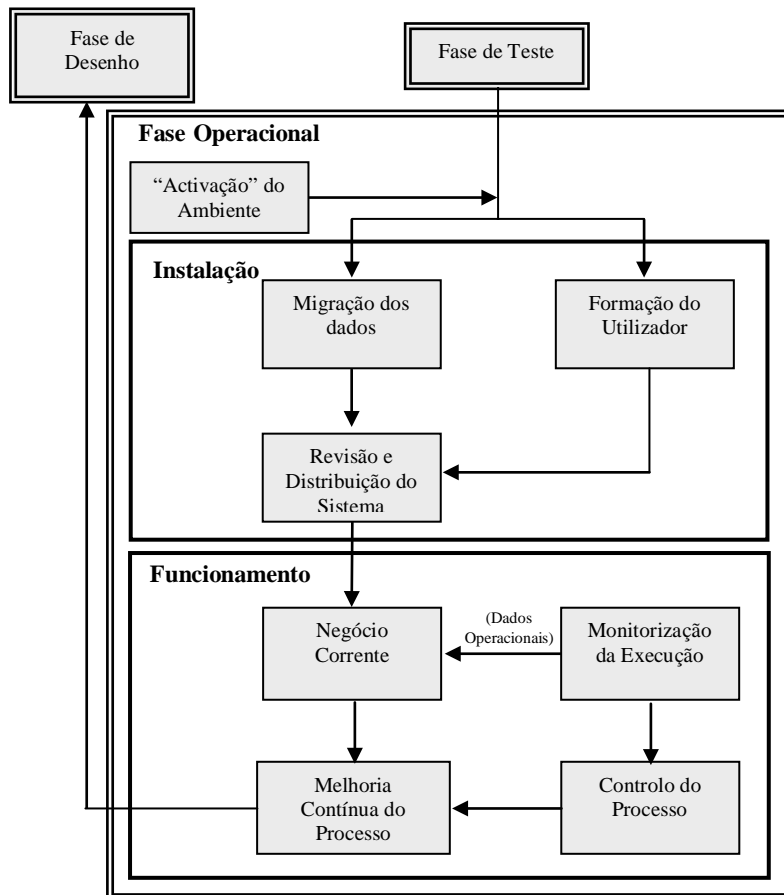 Fase de
Desenho
Fase de Teste
Fase Operacional
“Activação” do
Ambiente
Instalação
Migração dos
dados
Formação do
Utilizador
Revisão e
Distribuição do
Sistema
Funcionamento
Negócio
Corrente
(Dados
Operacionais)
Monitorização
da Execução
Melhoria
Contínua do
Processo
Controlo do
Processo